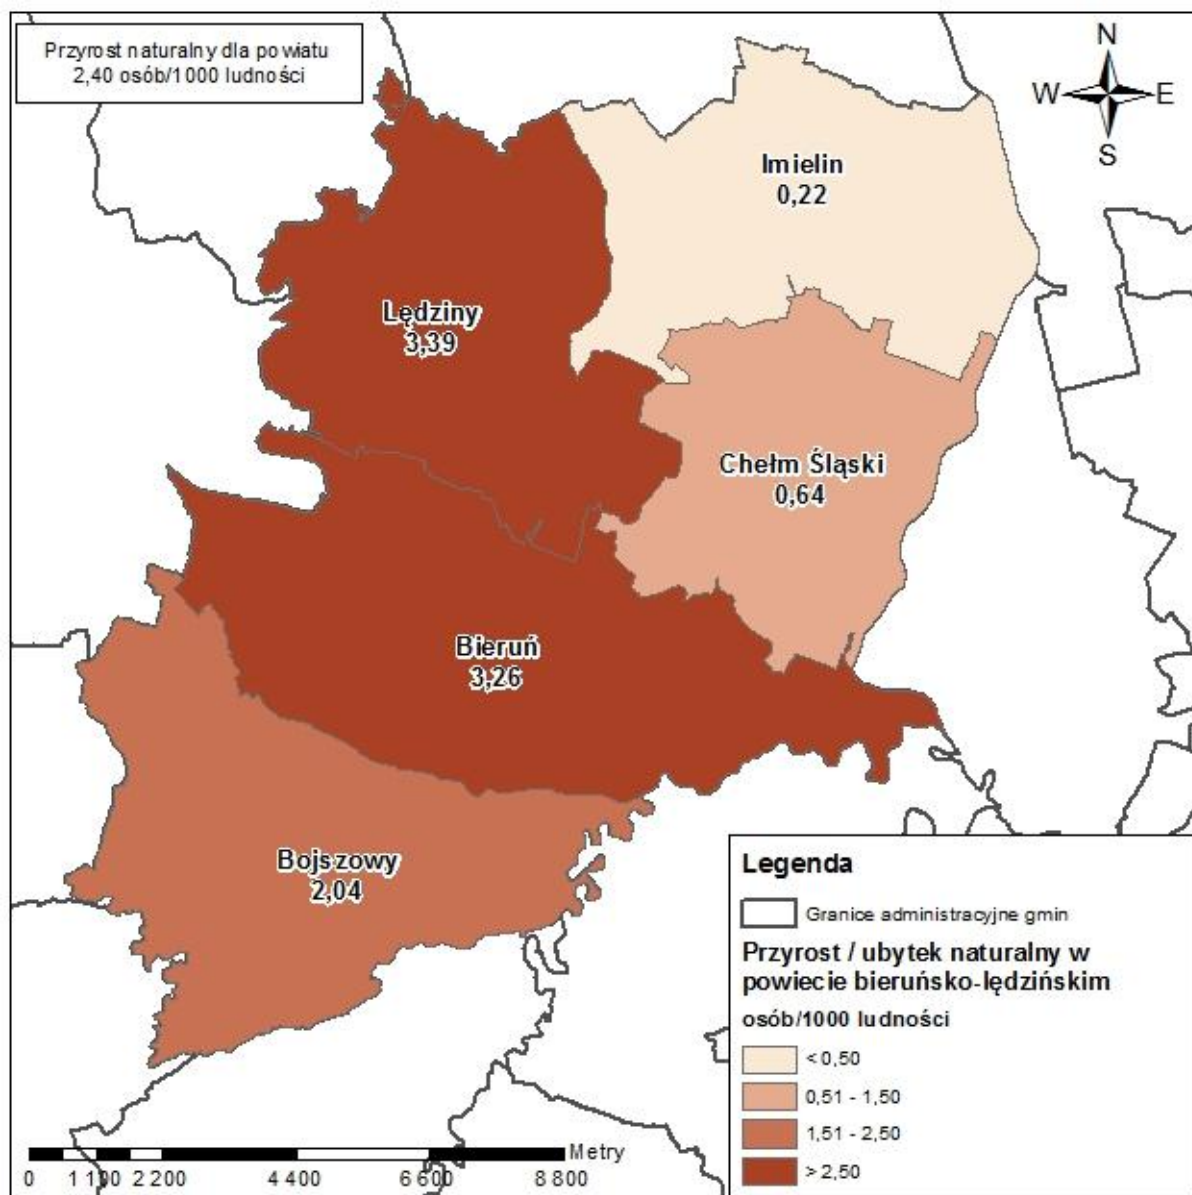 Przyrost naturalny dla powiatu
2,40 osób/1000 ludności
N
W E
S
Imielin
0,22
Lędziny
3,39
Chełm Śląski
0,64
Bieruń
3,26
Bojszowy
2,04
Legenda
Granice administracyjne gmin
Przyrost / ubytek naturalny w
powiecie bieruńsko-lędzińskim
osób/1000 ludności
< 0,50
0,51 - 1,50
1,51 - 2,50
> 2,50
Metry
0 1 100 2 200 4 400 6 600 8 800